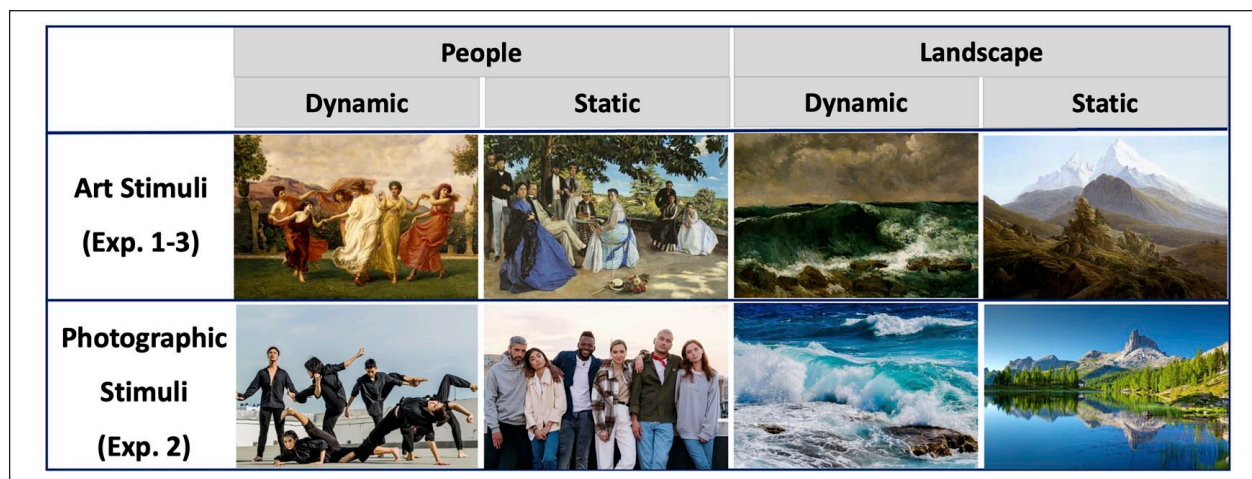 People
Landscape
Dynamic
Static
Dynamic
Static
Art Stimuli
(Exp. 1-3)
Photographic
Stimuli
(Exp. 2)